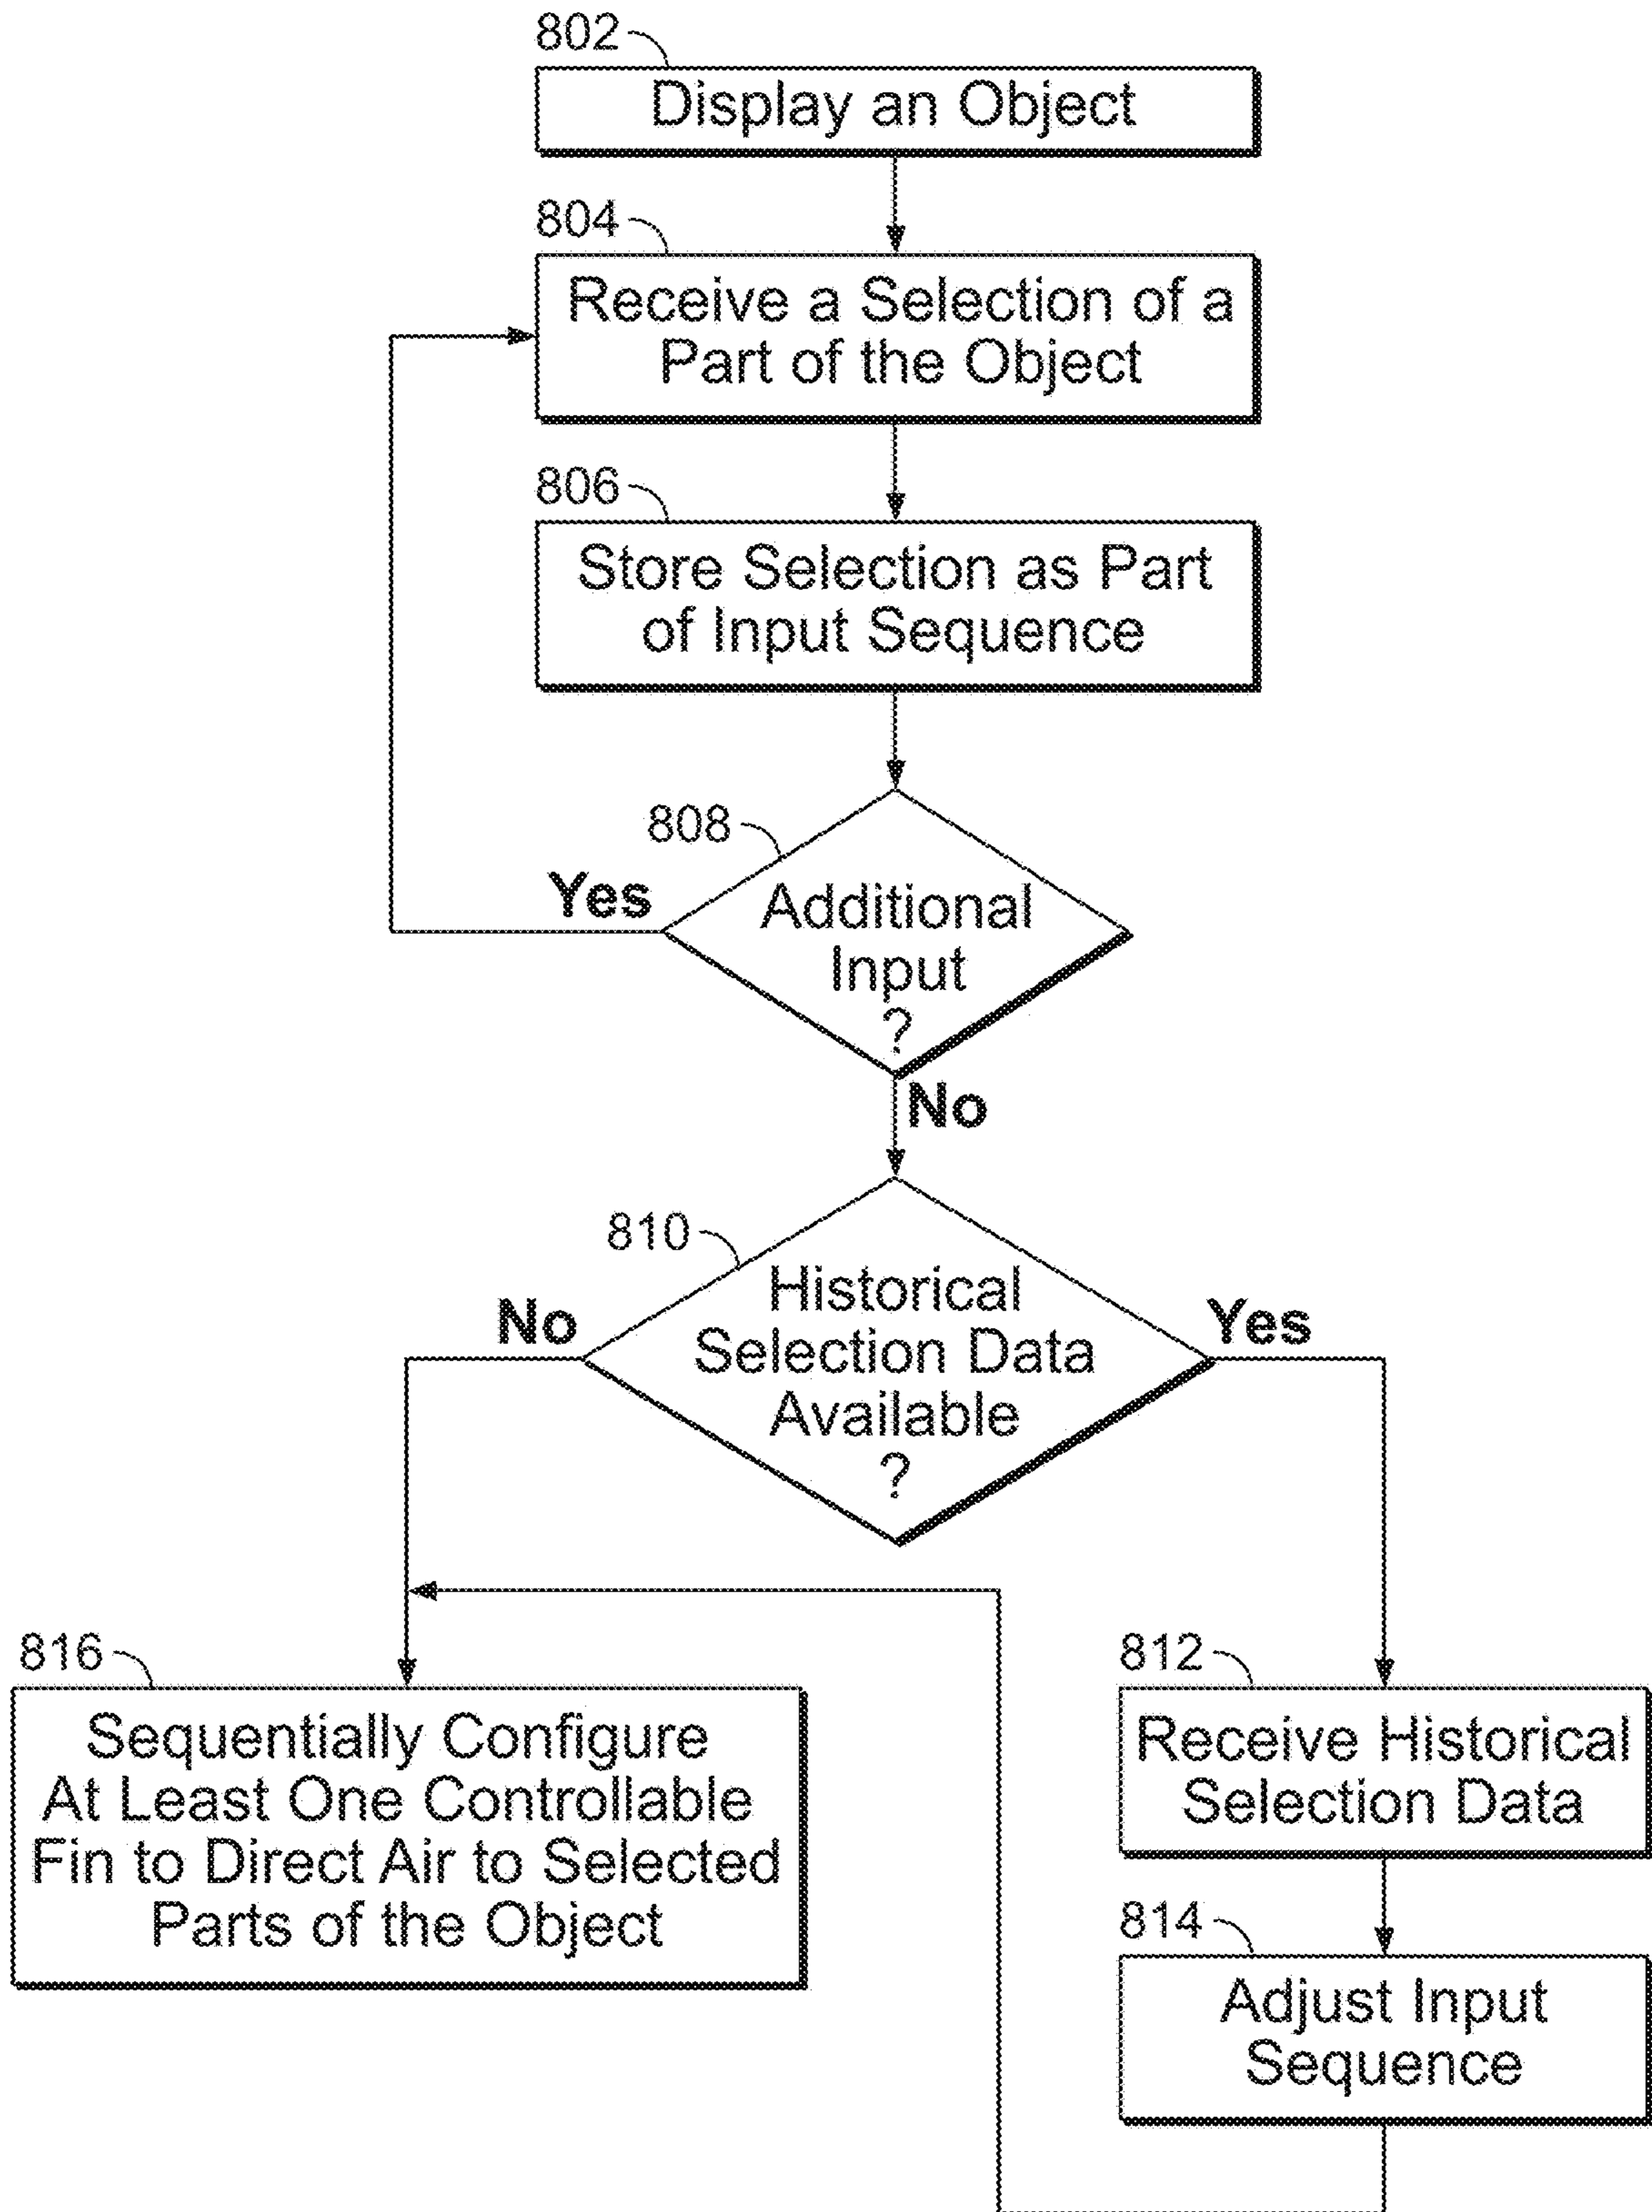 802
Display an Object
804
Receive a Selection of a
Part of the Object
806
Store Selection as Part
of Input Sequence
808
Yes
Additional
Input
?
No
810
No
Historical
Selection Data
Available
?
Yes
816
Sequentially Configure
At Least One Controllable
Fin to Direct Air to Selected
Parts of the Object
812
Receive Historical
Selection Data
814
Adjust Input
Sequence